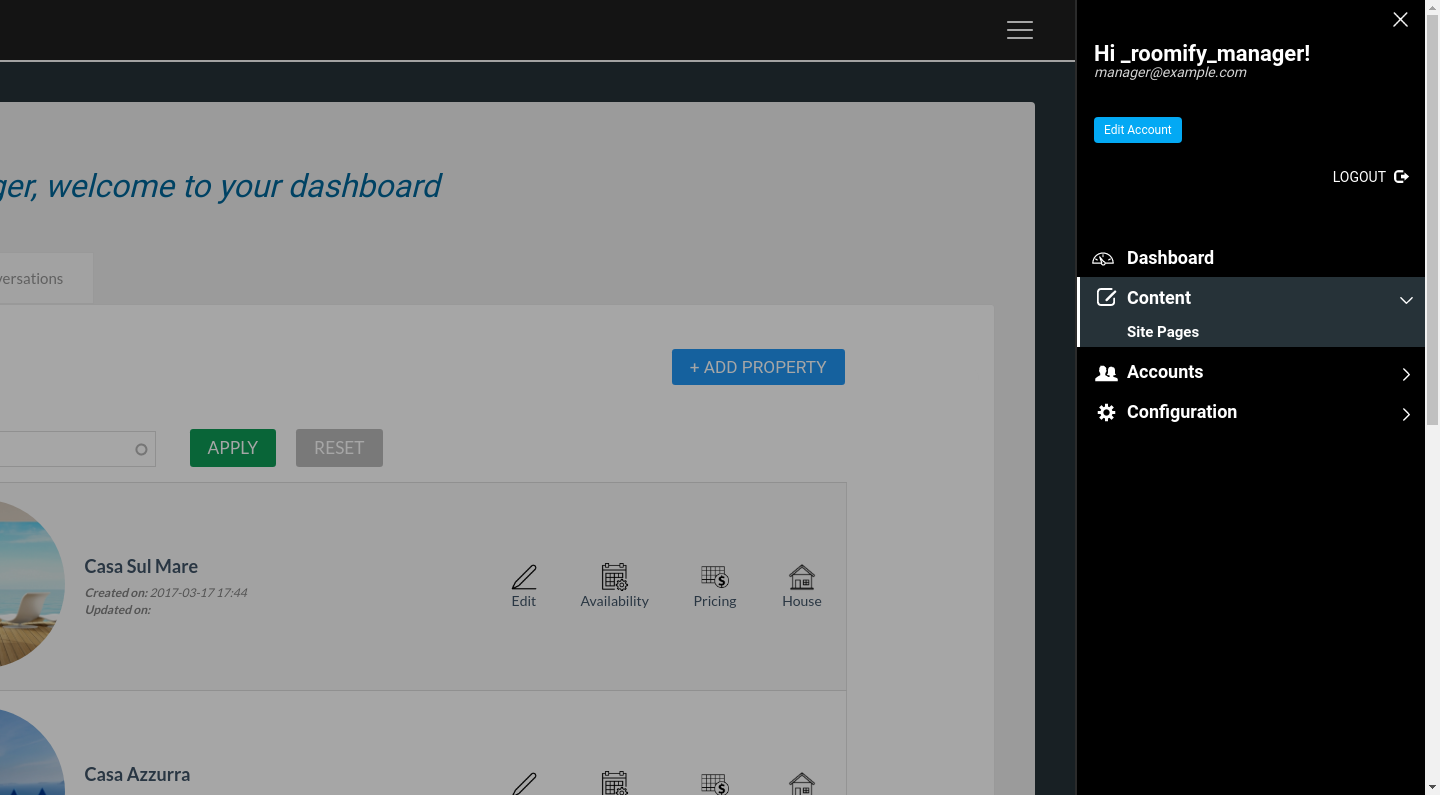 Hi _roomify_manager!
manager@example.com
Edit Account
LOGOUT
Dashboard
Content
Site Pages
Accounts
Configuration
ger, welcome to your dashboard
versations
+ ADD PROPERTY
APPLY RESET
Casa Sul Mare
Created on: 2017-03-17 17:44
Updated on:
Edit Availability Pricing House
Casa Azzurra